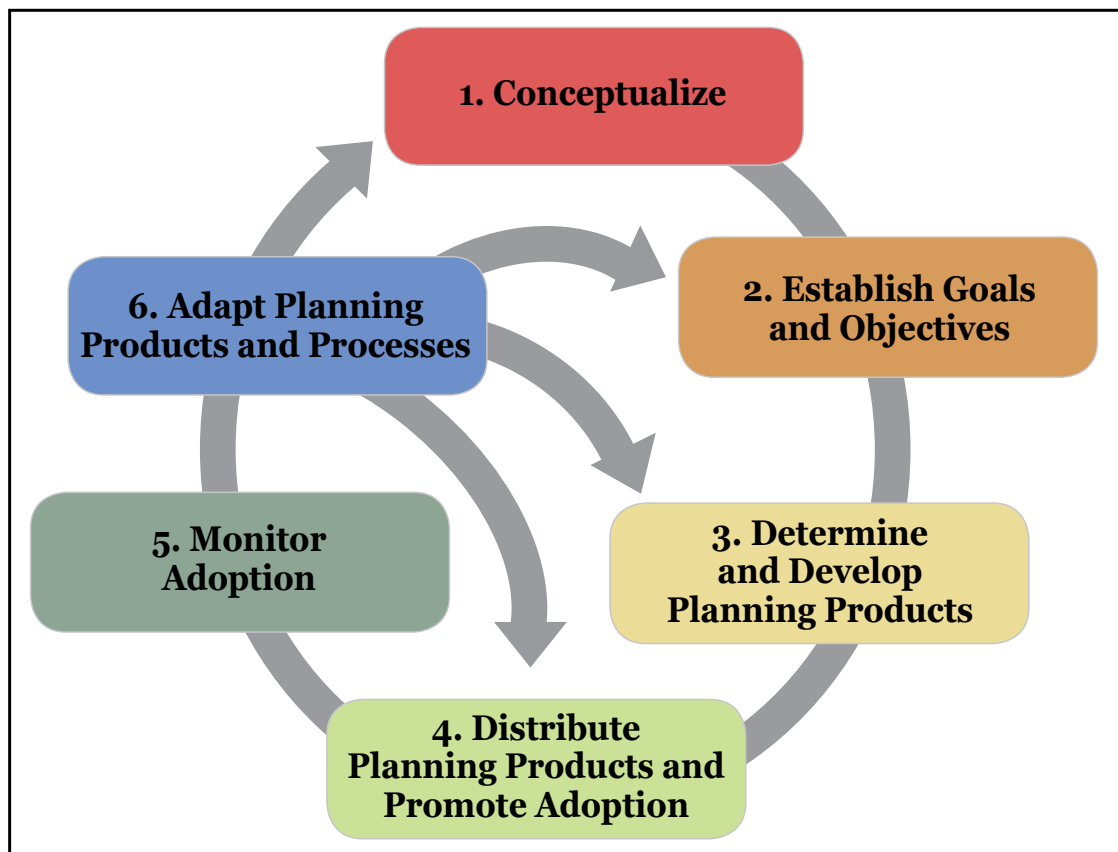 1. Conceptualize
2. Establish Goals
and Objectives
3. Determine
and Develop
Planning Products
4. Distribute
Planning Products and
Promote Adoption
5. Monitor
Adoption
6. Adapt Planning
Products and Processes